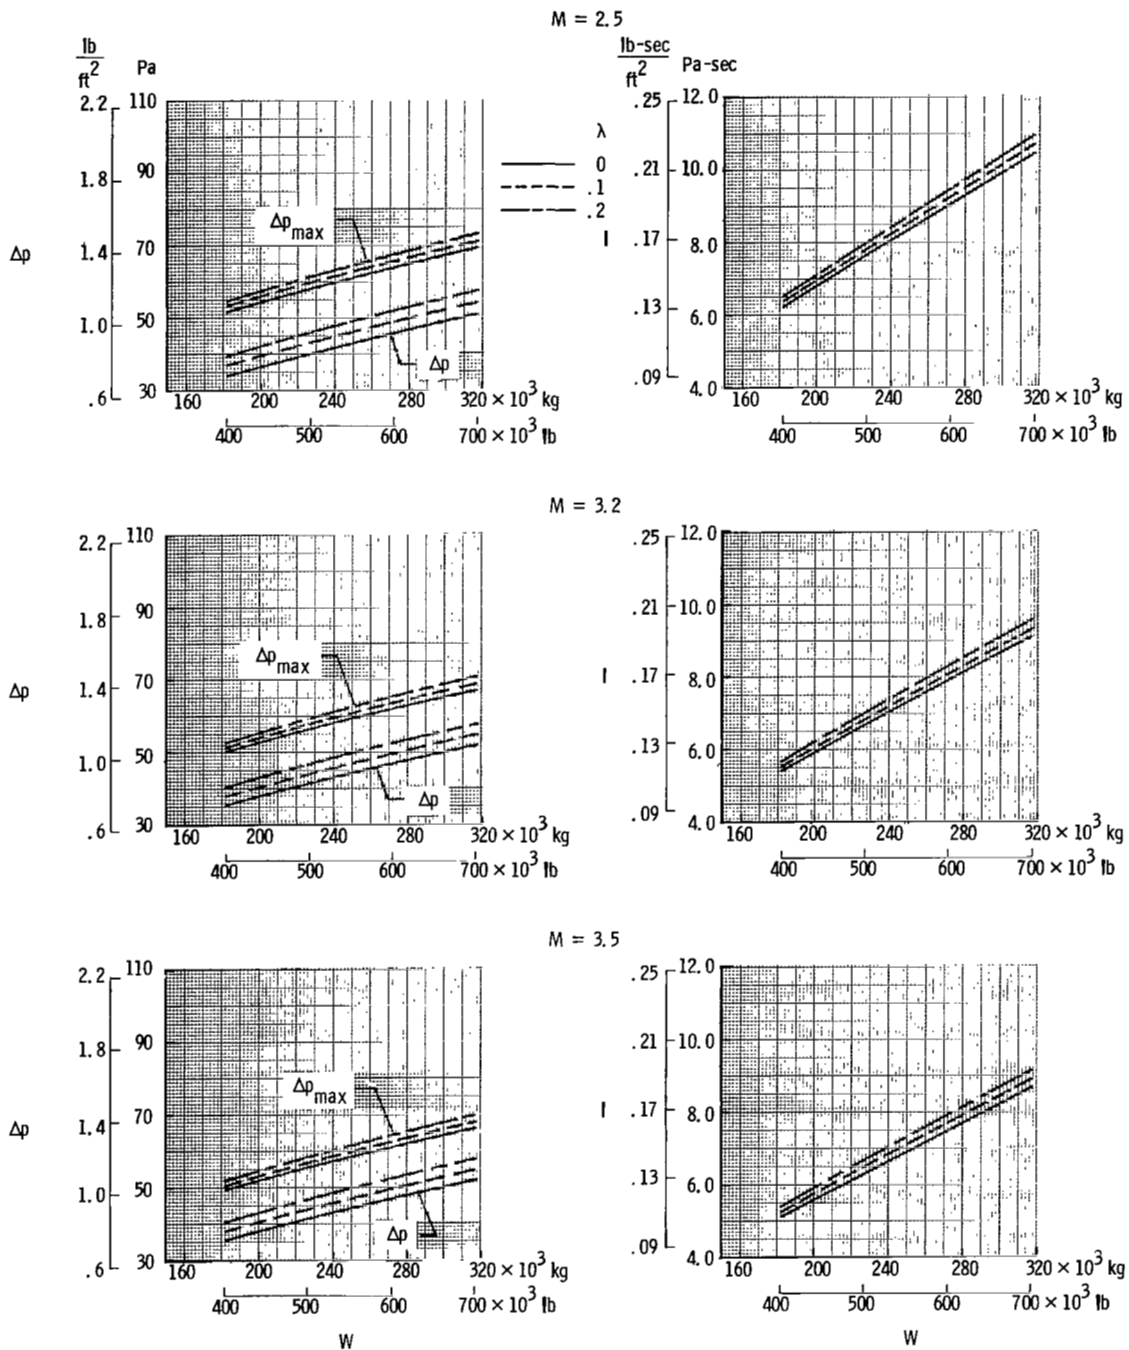 M = 2.5
lb/ft² Pa
2.2 110
1.8 90
1.4 70
1.0 50
.6 30
Δp
Δp max
Δp
160 200 240 280 320 × 10³ kg
400 500 600 700 × 10³ lb
λ
0
.1
.2
lb-sec/ft² Pa-sec
.25 12.0
.21 10.0
.17 8.0
.13 6.0
.09 4.0
I
160 200 240 280 320 × 10³ kg
400 500 600 700 × 10³ lb
M = 3.2
2.2 110
1.8 90
1.4 70
1.0 50
.6 30
Δp
Δp max
Δp
160 200 240 280 320 × 10³ kg
400 500 600 700 × 10³ lb
.25 12.0
.21 10.0
.17 8.0
.13 6.0
.09 4.0
I
160 200 240 280 320 × 10³ kg
400 500 600 700 × 10³ lb
M = 3.5
2.2 110
1.8 90
1.4 70
1.0 50
.6 30
Δp
Δp max
Δp
160 200 240 280 320 × 10³ kg
400 500 600 700 × 10³ lb
W
.25 12.0
.21 10.0
.17 8.0
.13 6.0
.09 4.0
I
160 200 240 280 320 × 10³ kg
400 500 600 700 × 10³ lb
W